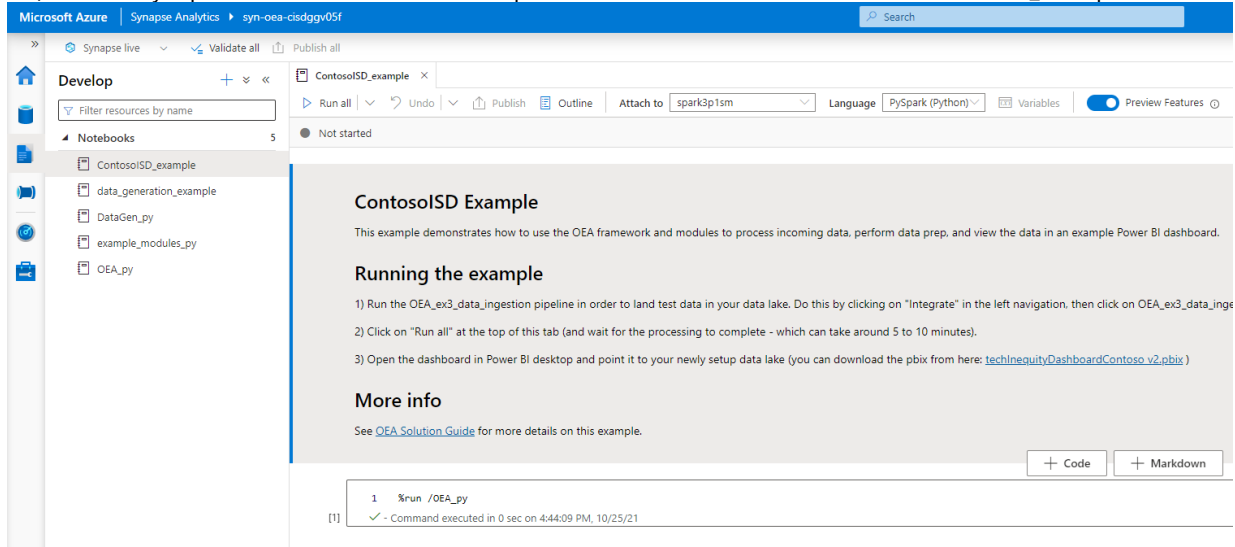 Microsoft Azure Synapse Analytics syn-oea-cisdggv05f Search
Synapse live Validate all Publish all
Develop
Filter resources by name
Notebooks 5
ContosoISD_example
data_generation_example
DataGen_py
example_modules_py
OEA_py
ContosoISD_example
Run all Undo Publish Outline Attach to spark3p1sm Language PySpark (Python) Variables Preview Features
Not started
ContosoISD Example
This example demonstrates how to use the OEA framework and modules to process incoming data, perform data prep, and view the data in an example Power BI dashboard.
Running the example
1) Run the OEA_ex3_data_ingestion pipeline in order to land test data in your data lake. Do this by clicking on "Integrate" in the left navigation, then click on OEA_ex3_data_inge
2) Click on "Run all" at the top of this tab (and wait for the processing to complete - which can take around 5 to 10 minutes).
3) Open the dashboard in Power BI desktop and point it to your newly setup data lake (you can download the pbix from here: techInequityDashboardContoso v2.pbix )
More info
See OEA Solution Guide for more details on this example.
+ Code + Markdown
1 %run /OEA_py
[1] ✓ - Command executed in 0 sec on 4:44:09 PM, 10/25/21